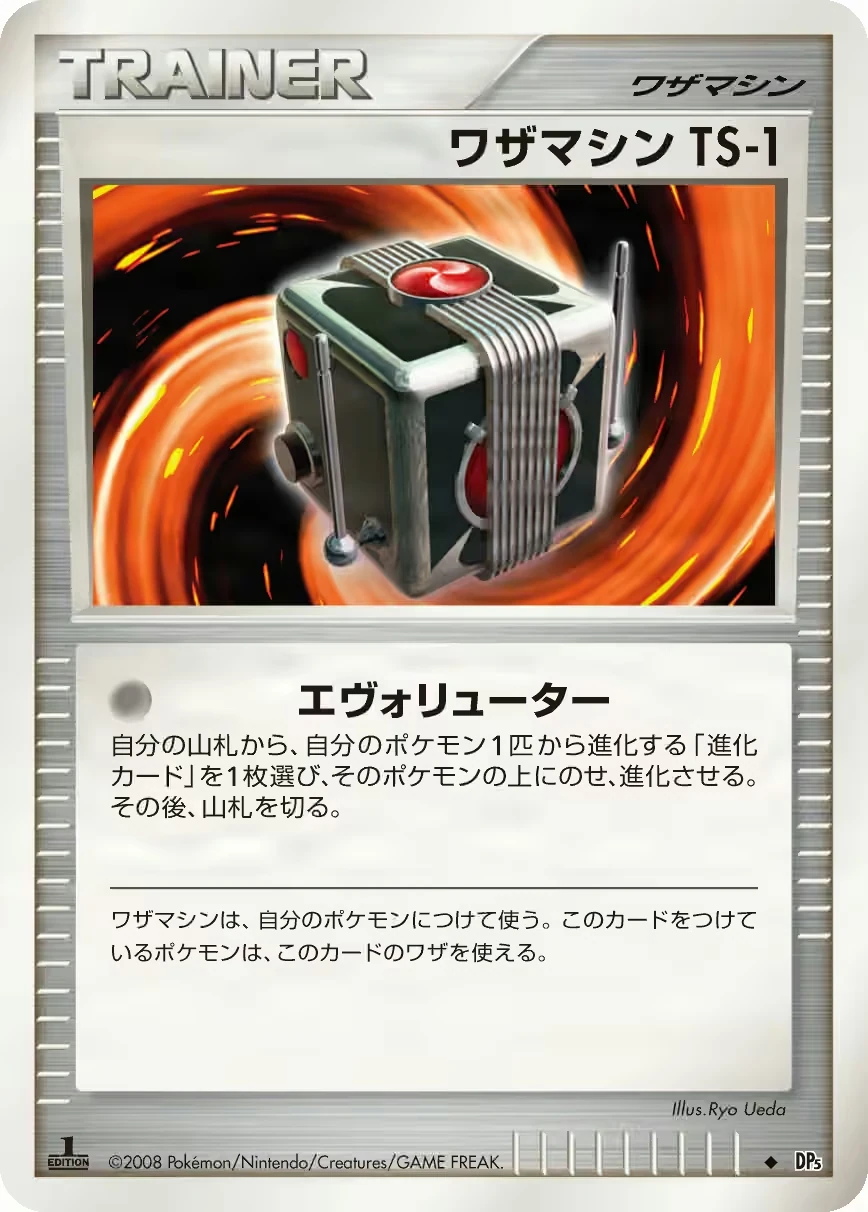 TRAINER
ワザマシン
ワザマシン TS-1
エヴォリューター
自分の山札から、自分のポケモン1匹から進化する「進化
カード」を1枚選び、そのポケモンの上にのせ、進化させる。
その後、山札を切る。
ワザマシンは、自分のポケモンにつけて使う。このカードをつけて
いるポケモンは、このカードのワザを使える。
Illus.Ryo Ueda
1 EDITION ©2008 Pokémon/Nintendo/Creatures/GAME FREAK. ◆ DP5